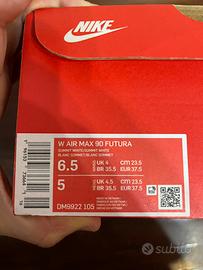 NIKE
W AIR MAX 90 FUTURA
SUMMIT WHITE/SUMMIT WHITE
BLANC SOMMET/BLANC SOMMET
6.5 UK 4 CM 23.5
BR 35.5 EUR 37.5
5 UK 4.5 CM 23.5
BR 35.5 EUR 37.5
DM9922 105
subito